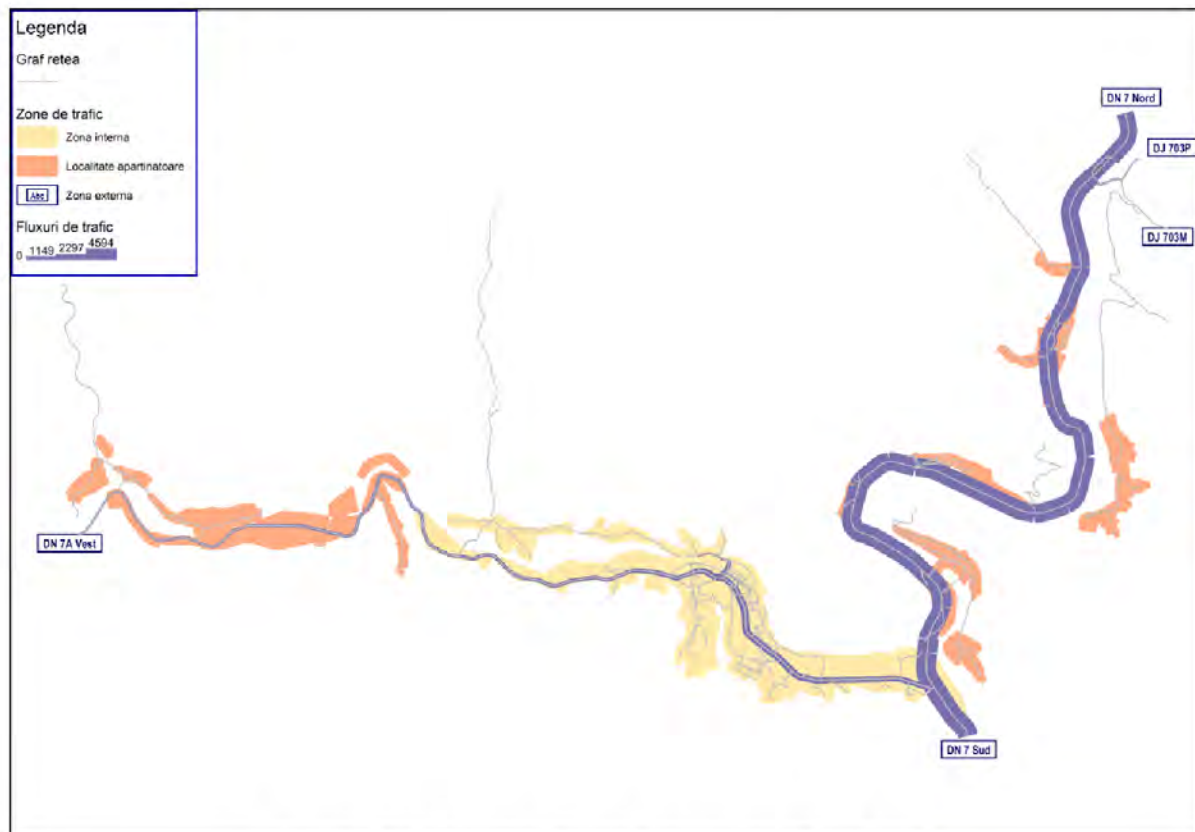 Legenda
Graf retea
Zone de trafic
Zona interna
Localitate apartinatoare
Abc
Zona externa
Fluxuri de trafic
0 1149 2297 4594
DN 7 Nord
DJ 703P
DJ 703M
DN 7A Vest
DN 7 Sud